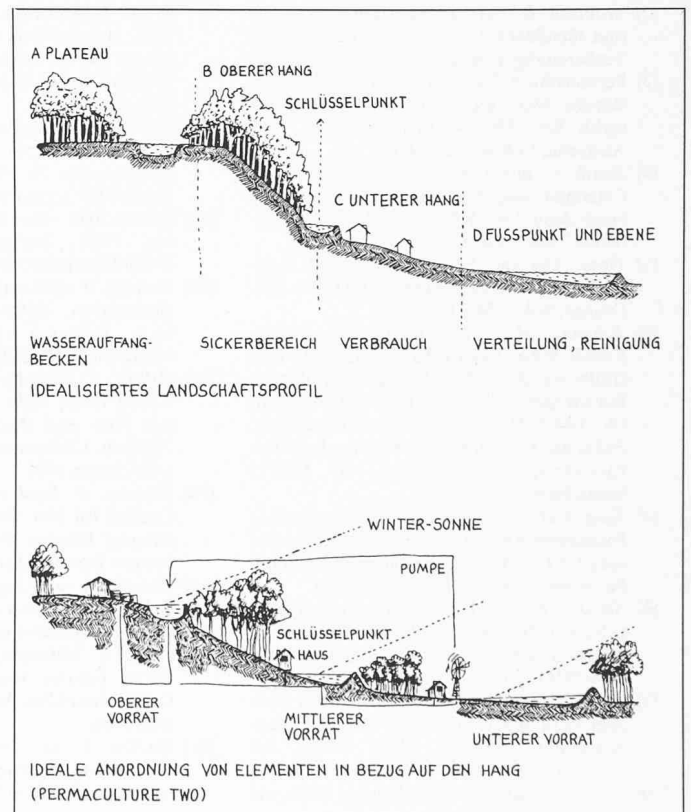 A PLATEAU
B OBERER HANG
SCHLÜSSELPUNKT
C UNTERER HANG
D FUSSPUNKT UND EBENE
WASSERAUFFANG-
BECKEN
SICKERBEREICH
VERBRAUCH
VERTEILUNG, REINIGUNG
IDEALISIERTES LANDSCHAFTSPROFIL
WINTER-SONNE
PUMPE
SCHLÜSSELPUNKT
HAUS
OBERER
VORRAT
MITTLERER
VORRAT
UNTERER VORRAT
IDEALE ANORDNUNG VON ELEMENTEN IN BEZUG AUF DEN HANG
(PERMACULTURE TWO)